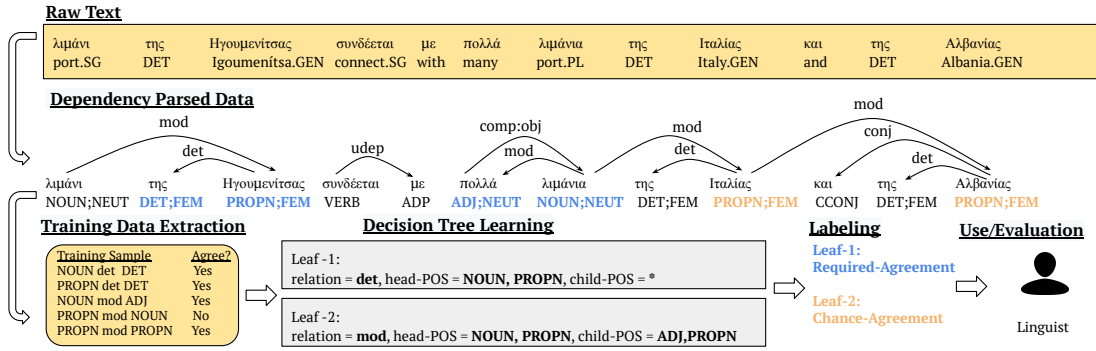 Raw Text
λιμάνι της Ηγουμενίτσας συνδέεται με πολλά λιμάνια της Ιταλίας και της Αλβανίας
port.SG DET Igoumenítsa.GEN connect.SG with many port.PL DET Italy.GEN and DET Albania.GEN
Dependency Parsed Data
mod comp:obj mod mod
det udep mod det conj det
λιμάνι της Ηγουμενίτσας συνδέεται με πολλά λιμάνια της Ιταλίας και της Αλβανίας
NOUN;NEUT DET;FEM PROPN;FEM VERB ADP ADJ;NEUT NOUN;NEUT DET;FEM PROPN;FEM CCONJ DET;FEM PROPN;FEM
Training Data Extraction
Training Sample Agree?
NOUN det DET Yes
PROPN det DET Yes
NOUN mod ADJ Yes
PROPN mod NOUN No
PROPN mod PROPN Yes
Decision Tree Learning
Leaf -1:
relation = det, head-POS = NOUN, PROPN, child-POS = *
Leaf -2:
relation = mod, head-POS = NOUN, PROPN, child-POS = ADJ,PROPN
Labeling
Leaf-1:
Required-Agreement
Leaf-2:
Chance-Agreement
Use/Evaluation
Linguist